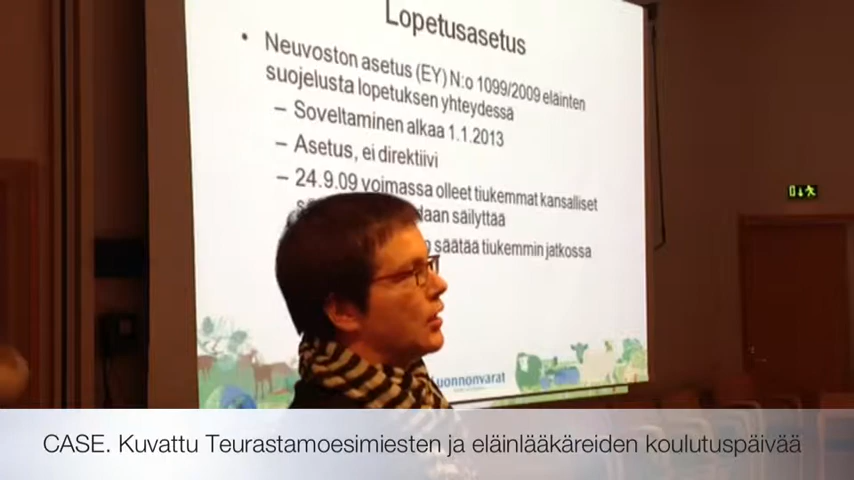 Lopetusasetus
• Neuvoston asetus (EY) N:o 1099/2009 eläinten
suojelusta lopetuksen yhteydessä
– Soveltaminen alkaa 1.1.2013
– Asetus, ei direktiivi
– 24.9.09 voimassa olleet tiukemmat kansalliset
säilyttää
säätää tiukemmin jatkossa
CASE. Kuvattu Teurastamoesimiesten ja eläinlääkäreiden koulutuspäivää